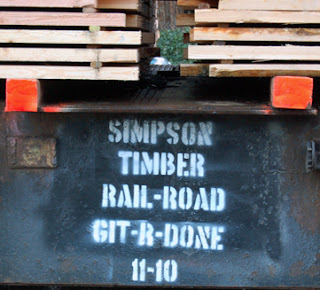 SIMPSON
TIMBER
RAIL-ROAD
GIT-R-DONE
11-10